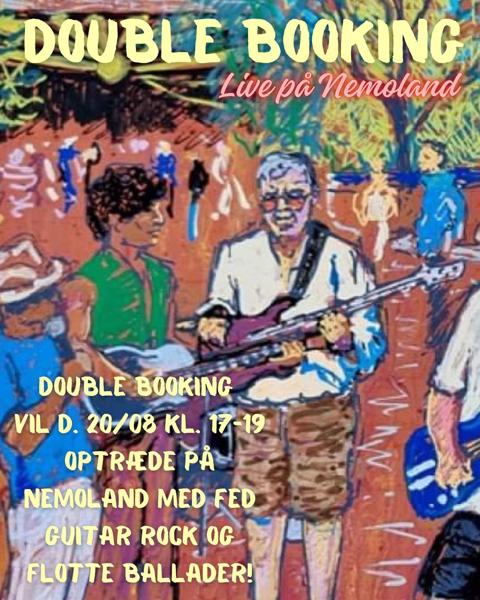 DOUBLE BOOKING
Live på Nemoland
DOUBLE BOOKING
VIL D. 20/08 KL. 17-19
OPTRÆDE PÅ
NEMOLAND MED FED
GUITAR ROCK OG
FLOTTE BALLADER!